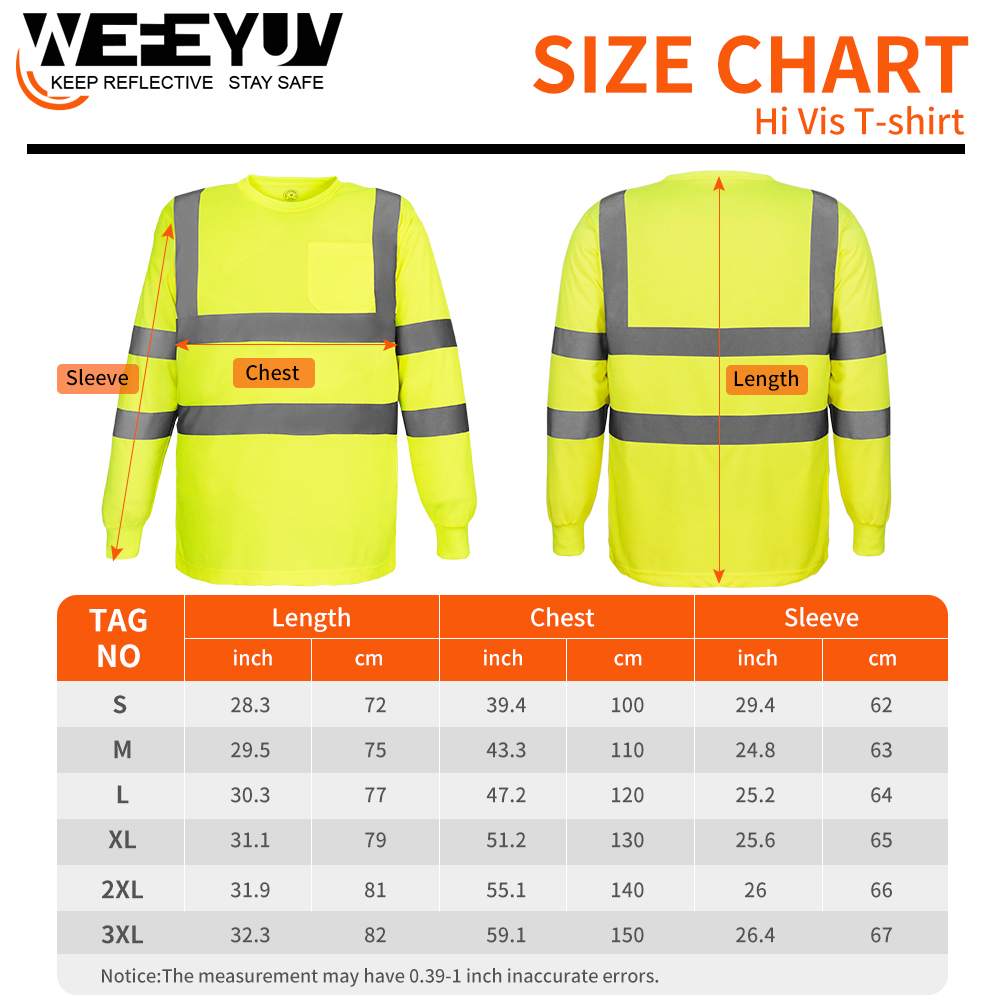 WEFEYUV
KEEP REFLECTIVE STAY SAFE
SIZE CHART
Hi Vis T-shirt
Sleeve
Chest
Length
TAG NO Length Chest Sleeve
inch cm inch cm inch cm
S 28.3 72 39.4 100 29.4 62
M 29.5 75 43.3 110 24.8 63
L 30.3 77 47.2 120 25.2 64
XL 31.1 79 51.2 130 25.6 65
2XL 31.9 81 55.1 140 26 66
3XL 32.3 82 59.1 150 26.4 67
Notice:The measurement may have 0.39-1 inch inaccurate errors.